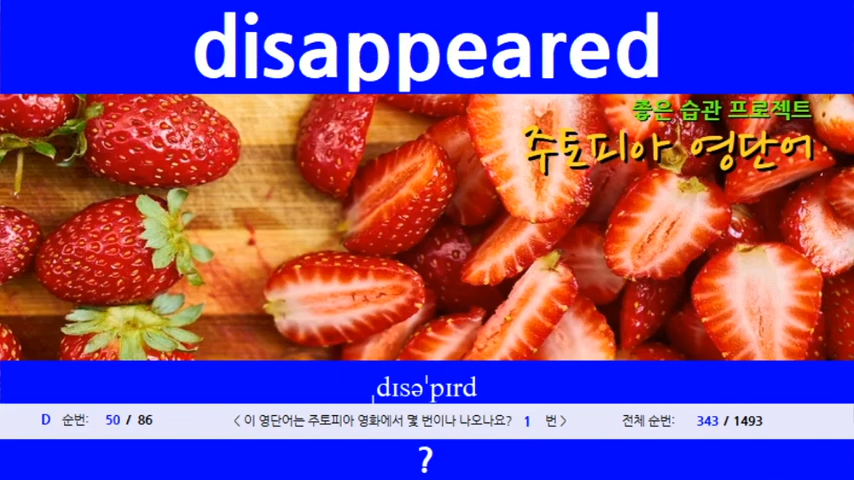 disappeared
좋은 습관 프로젝트
주토피아 영단어
ˌdɪsəˈpɪrd
D 순번: 50 / 86 < 이 영단어는 주토피아 영화에서 몇 번이나 나오나요? 1 번 > 전체 순번: 343 / 1493
?